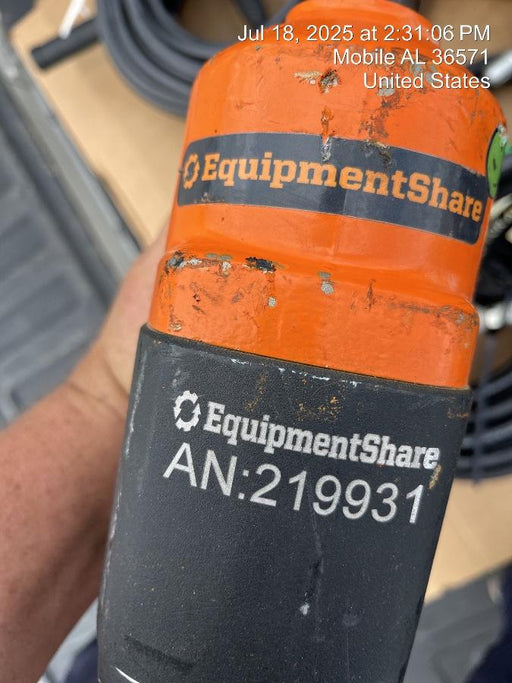 Jul 18, 2025 at 2:31:06 PM
Mobile AL 36571
United States
EquipmentShare
EquipmentShare
AN:219931